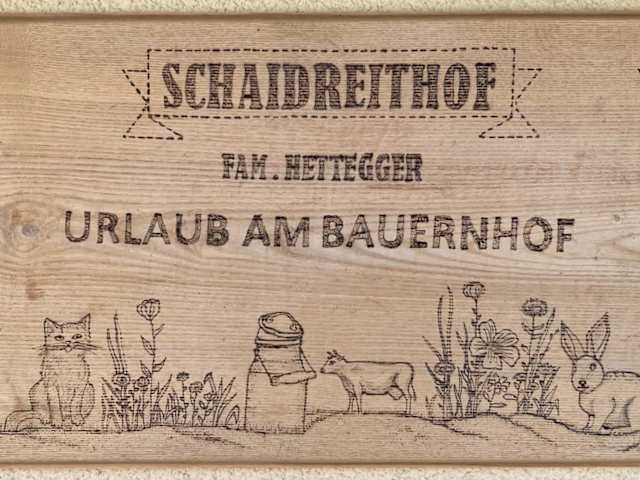 SCHAIDREITHOF
FAM. HETTEGGER
URLAUB AM BAUERNHOF